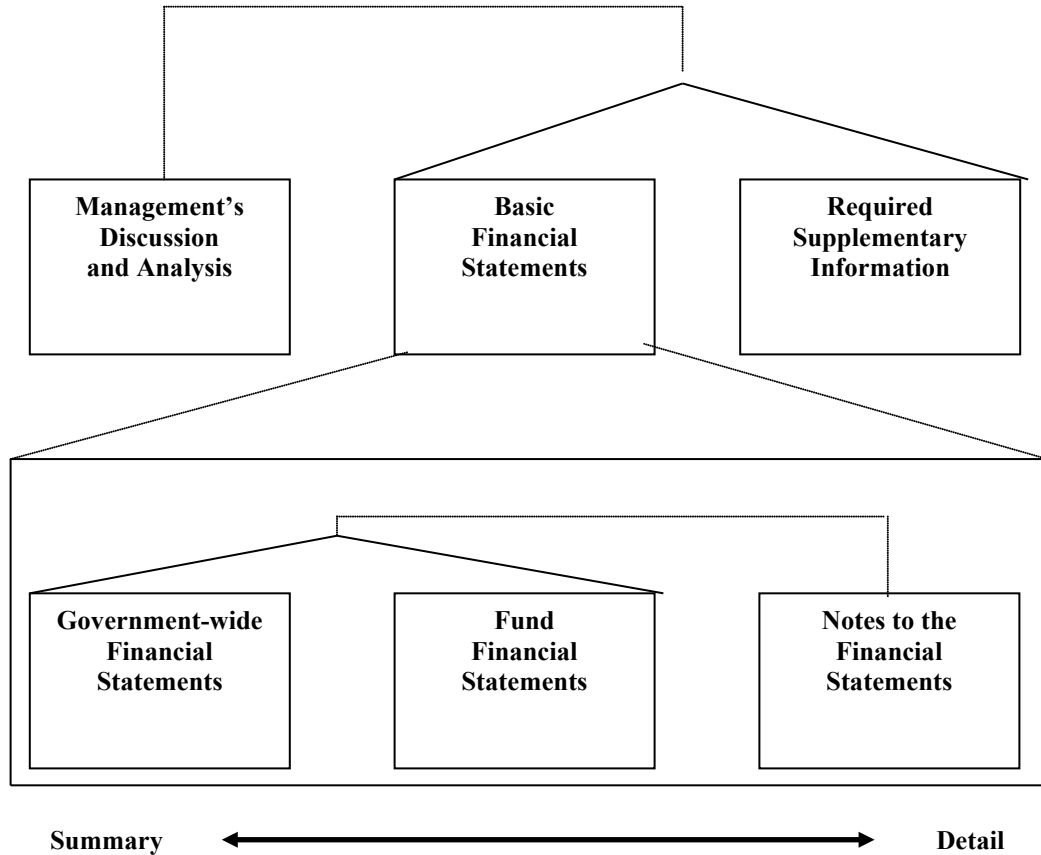 Management’s
Discussion
and Analysis
Basic
Financial
Statements
Required
Supplementary
Information
Government-wide
Financial
Statements
Fund
Financial
Statements
Notes to the
Financial
Statements
Summary
Detail